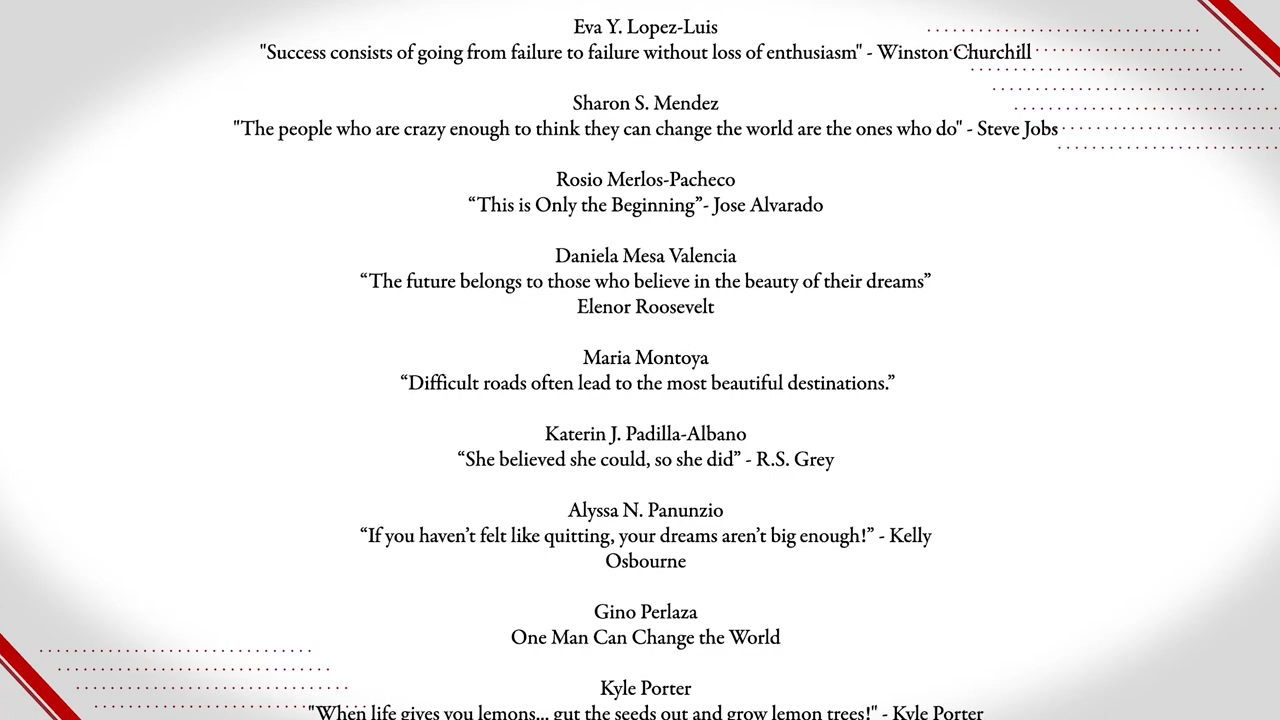 Eva Y. Lopez-Luis
"Success consists of going from failure to failure without loss of enthusiasm" - Winston Churchill
Sharon S. Mendez
"The people who are crazy enough to think they can change the world are the ones who do" - Steve Jobs
Rosio Merlos-Pacheco
“This is Only the Beginning”- Jose Alvarado
Daniela Mesa Valencia
“The future belongs to those who believe in the beauty of their dreams”
Elenor Roosevelt
Maria Montoya
“Difficult roads often lead to the most beautiful destinations.”
Katerin J. Padilla-Albano
“She believed she could, so she did” - R.S. Grey
Alyssa N. Panunzio
“If you haven’t felt like quitting, your dreams aren’t big enough!” - Kelly
Osbourne
Gino Perlaza
One Man Can Change the World
Kyle Porter
"When life gives you lemons... gut the seeds out and grow lemon trees!" - Kyle Porter